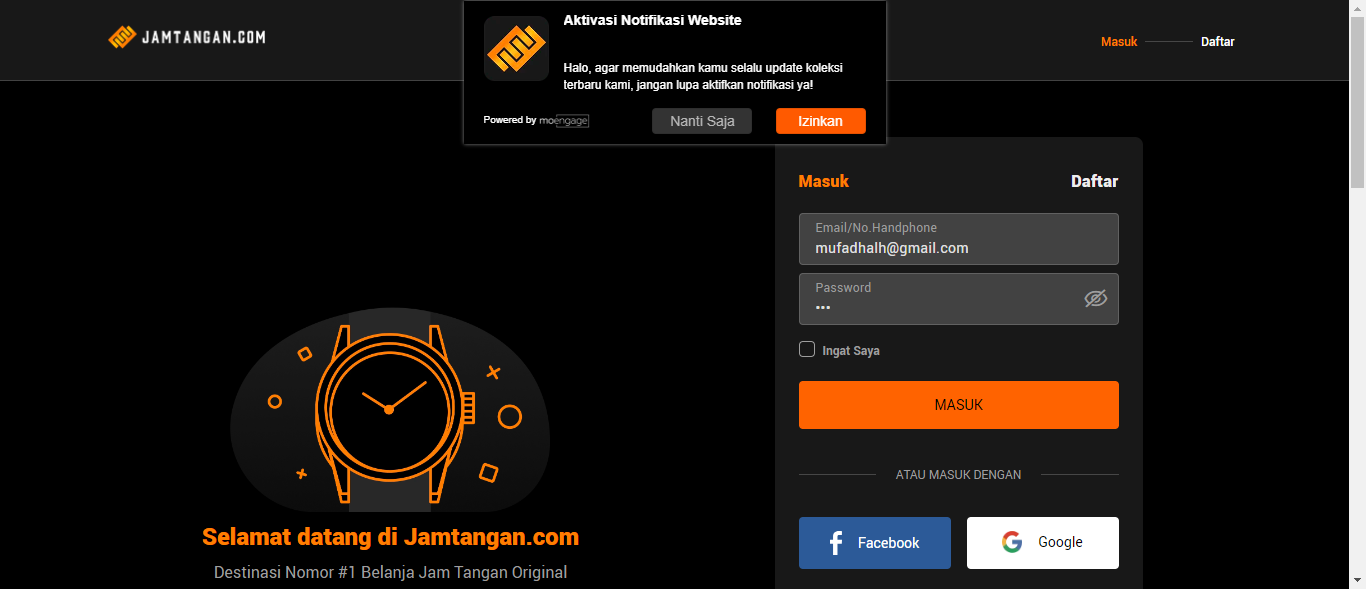 JAMTANGAN.COM
Aktivasi Notifikasi Website
Halo, agar memudahkan kamu selalu update koleksi
terbaru kami, jangan lupa aktifkan notifikasi ya!
Powered by moengage
Nanti Saja
Izinkan
Masuk
Daftar
Masuk
Daftar
Email/No.Handphone
mufadhalh@gmail.com
Password
•••
Ingat Saya
MASUK
ATAU MASUK DENGAN
Facebook
Google
Selamat datang di Jamtangan.com
Destinasi Nomor #1 Belanja Jam Tangan Original